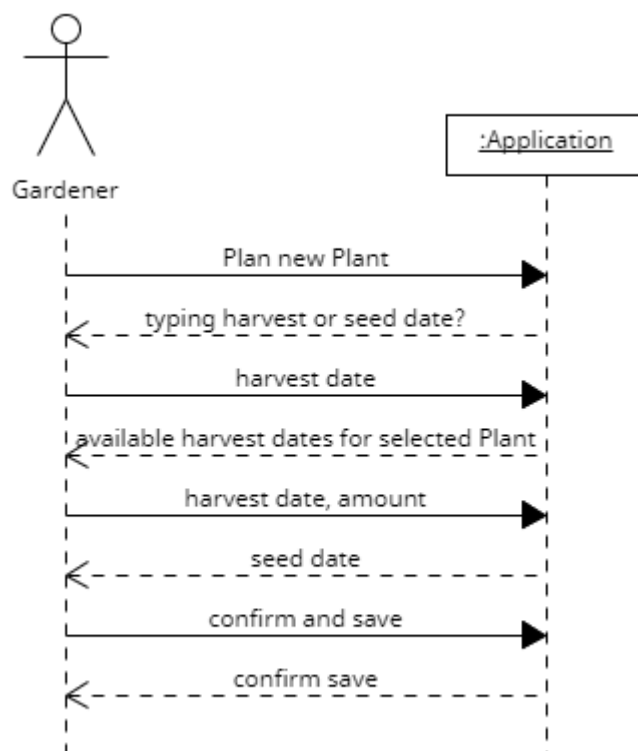 :Application
Gardener
Plan new Plant
typing harvest or seed date?
harvest date
available harvest dates for selected Plant
harvest date, amount
seed date
confirm and save
confirm save